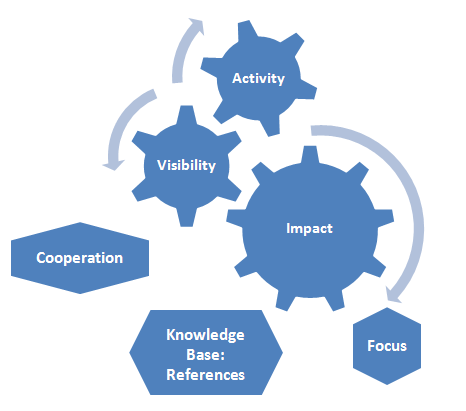 Activity
Visibility
Impact
Cooperation
Knowledge
Base:
References
Focus